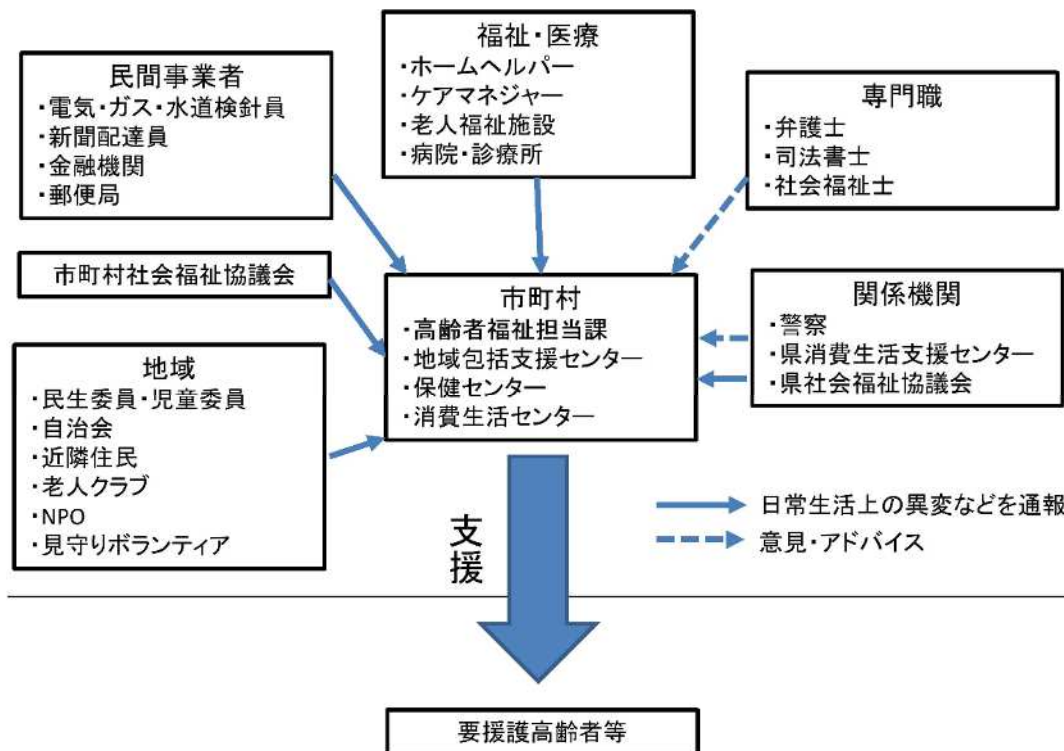 民間事業者
・電気・ガス・水道検針員
・新聞配達員
・金融機関
・郵便局
福祉・医療
・ホームヘルパー
・ケアマネジャー
・老人福祉施設
・病院・診療所
専門職
・弁護士
・司法書士
・社会福祉士
市町村社会福祉協議会
市町村
・高齢者福祉担当課
・地域包括支援センター
・保健センター
・消費生活センター
関係機関
・警察
・県消費生活支援センター
・県社会福祉協議会
地域
・民生委員・児童委員
・自治会
・近隣住民
・老人クラブ
・NPO
・見守りボランティア
支援
日常生活上の異変などを通報
意見・アドバイス
要援護高齢者等